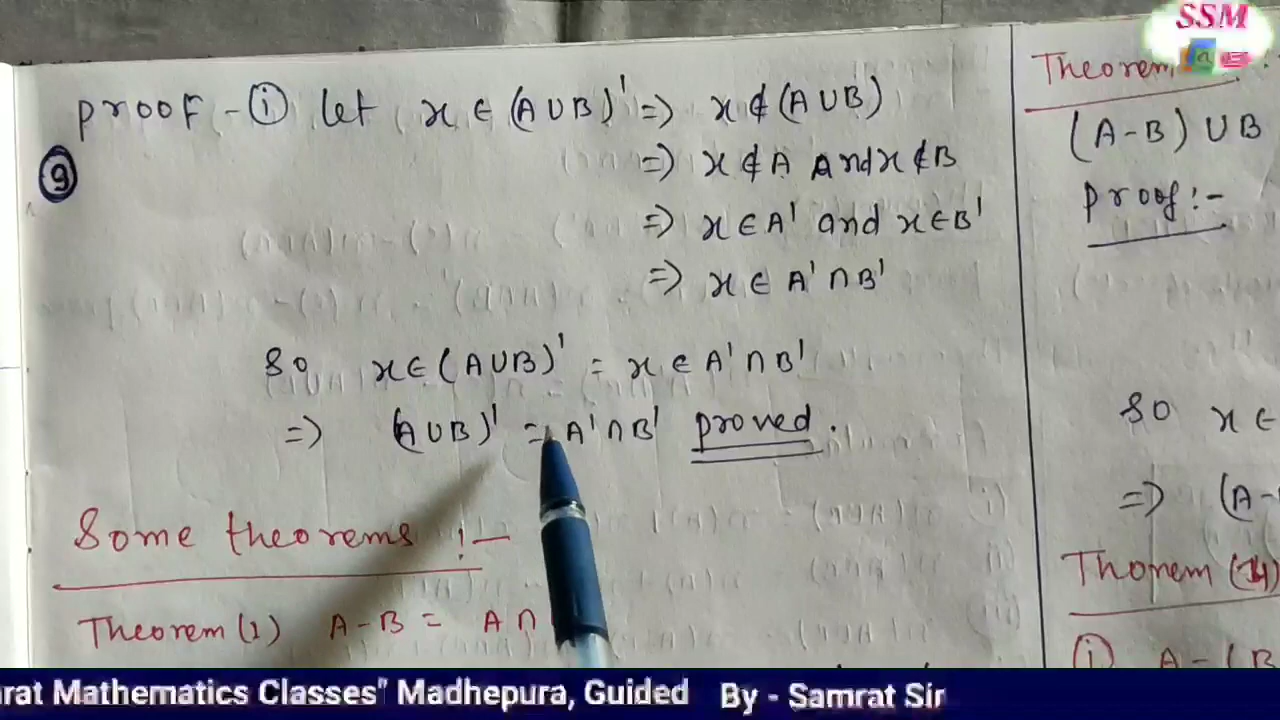 proof - (i) let x ∈ (A∪B)' => x ∉ (A∪B)
(9)
=> x ∉ A And x ∉ B
=> x ∈ A' and x ∈ B'
=> x ∈ A' ∩ B'
So x ∈ (A∪B)' = x ∈ A' ∩ B'
=> (A∪B)' = A' ∩ B' proved.
Some theorems :-
Theorem (1) A-B = A ∩
Theorem
(A-B) ∪ B
proof :-
SO x ∈
=> (A-
Thorem (14)
(i) A-(B
SSM
rat Mathematics Classes" Madhepura, Guided By - Samrat Sir